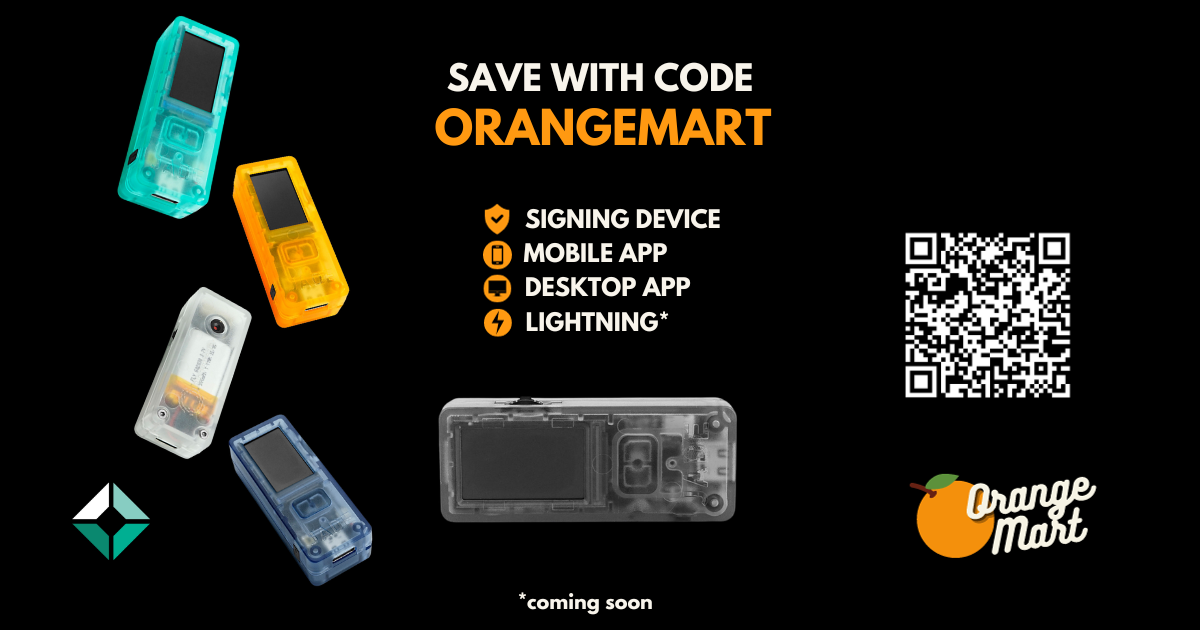 SAVE WITH CODE
ORANGEMART
SIGNING DEVICE
MOBILE APP
DESKTOP APP
LIGHTNING*
Orange
Mart
*coming soon